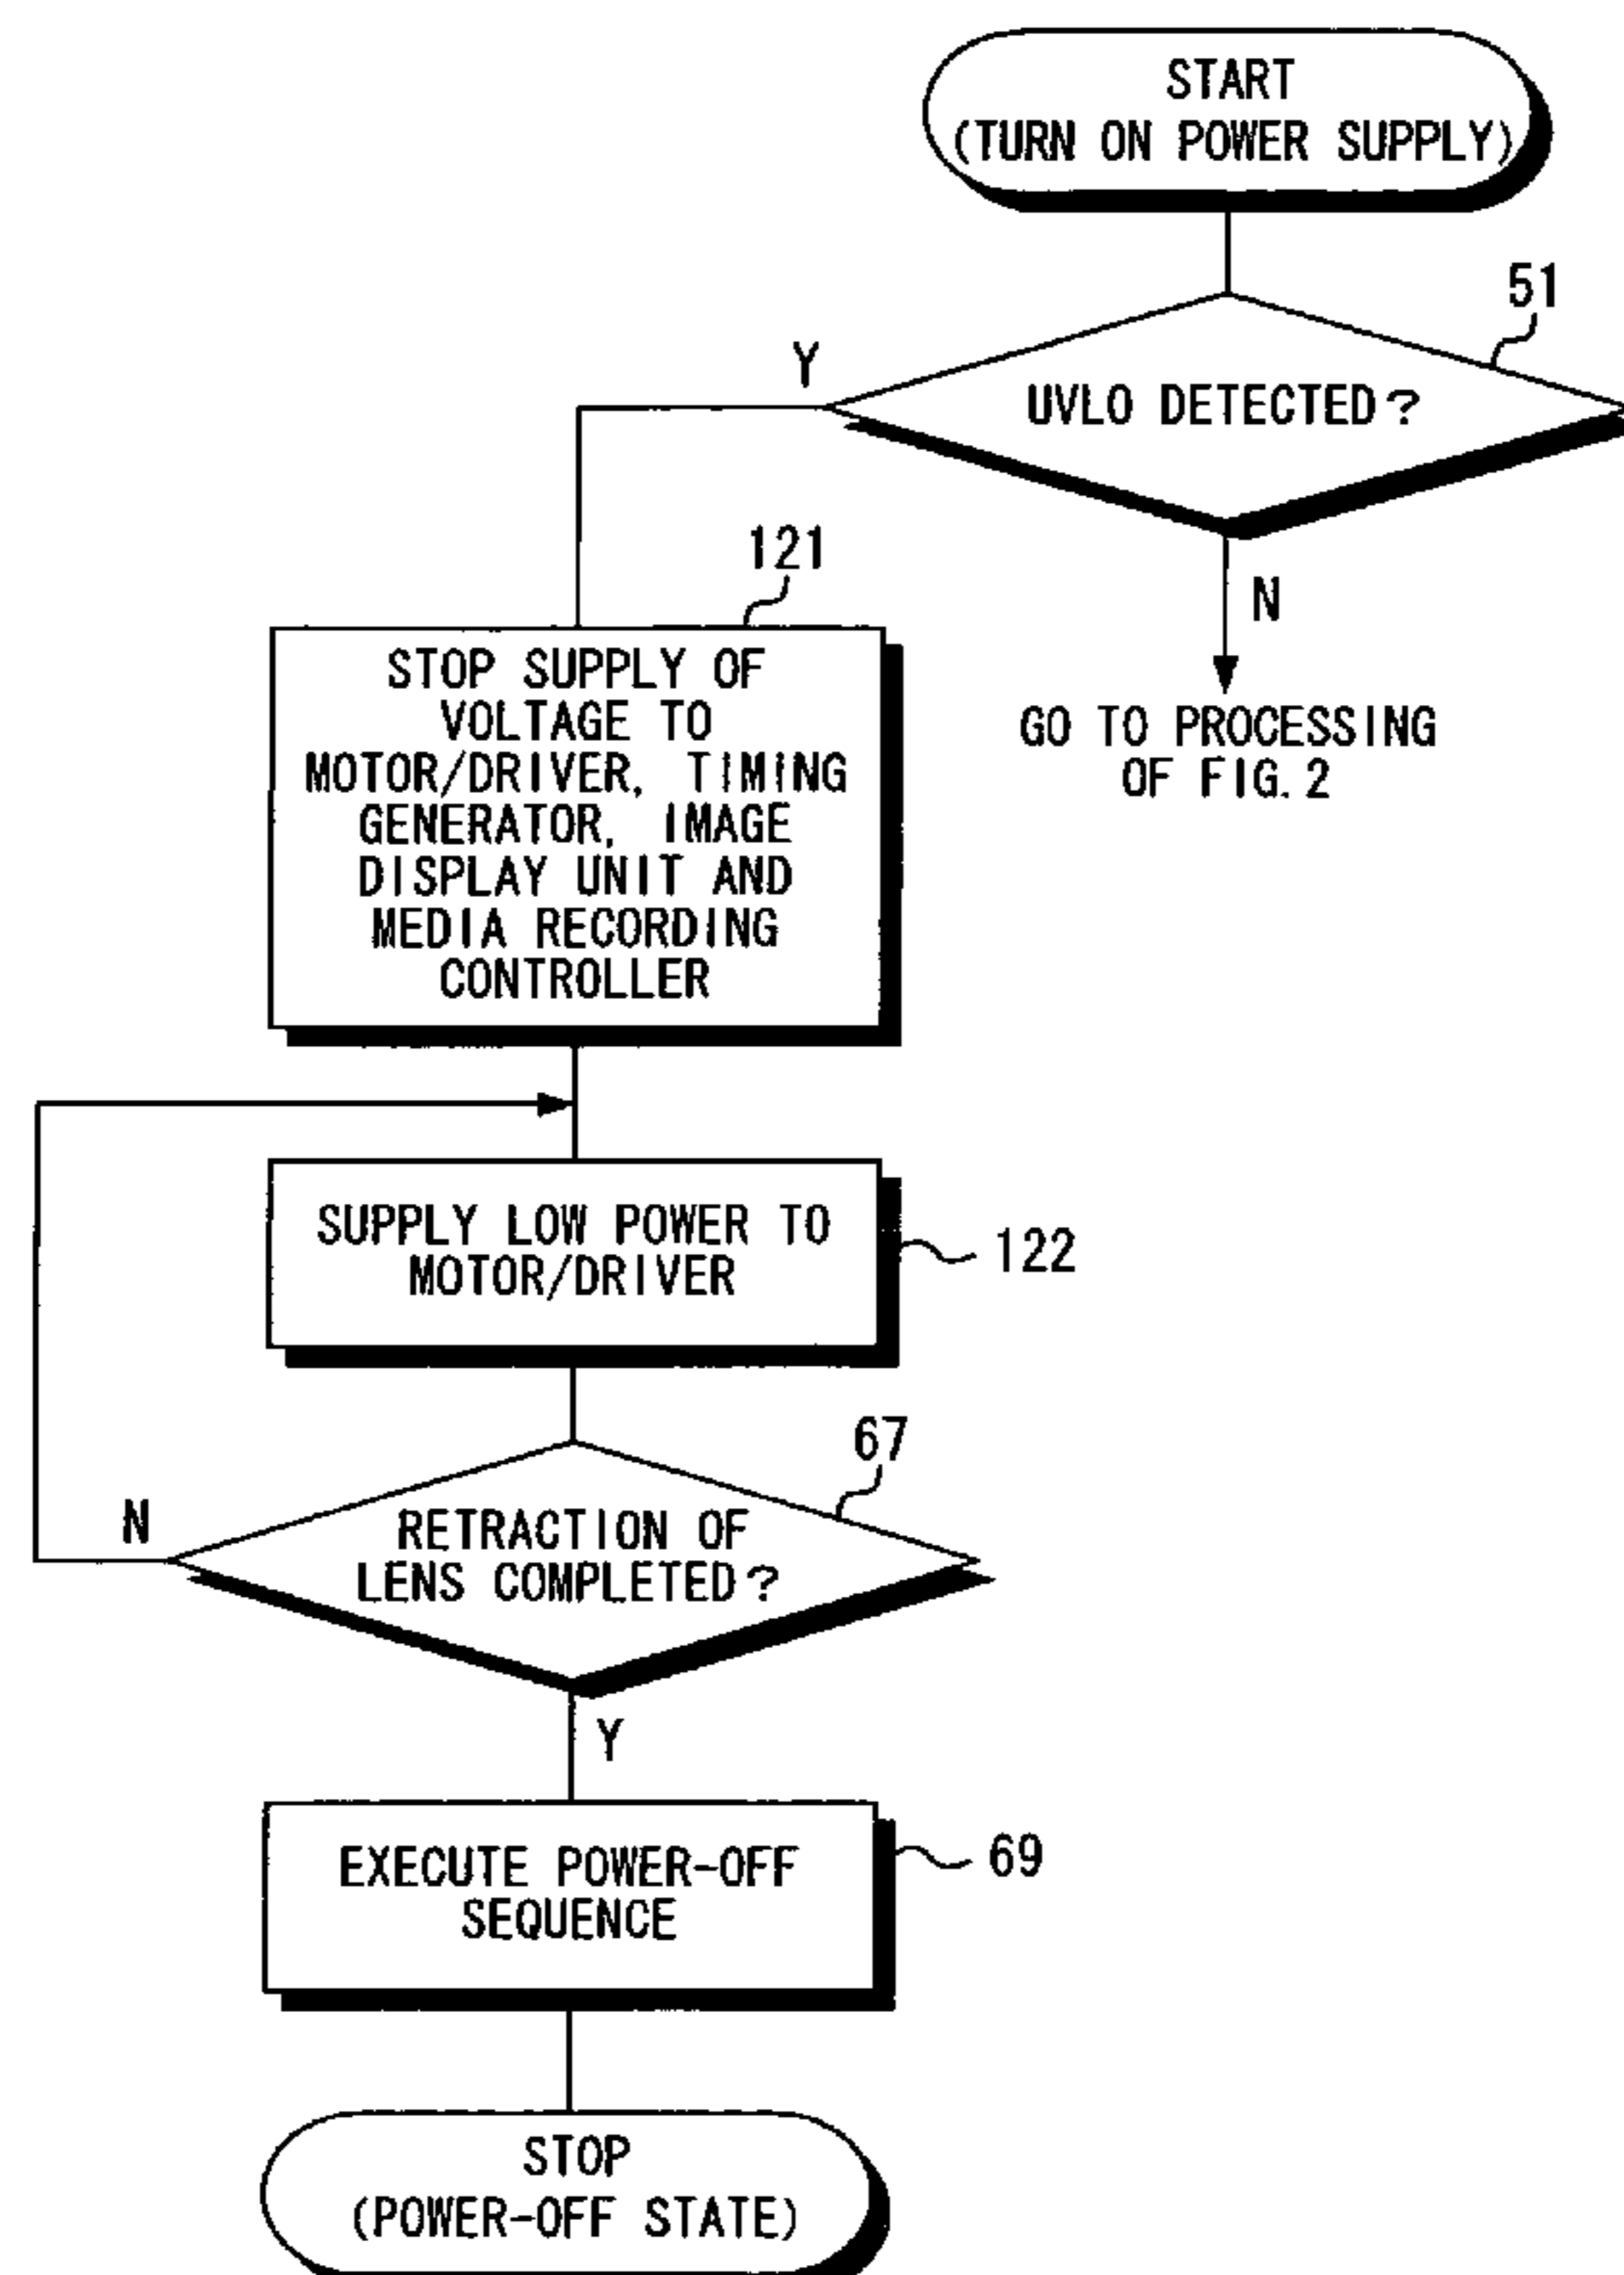 START
(TURN ON POWER SUPPLY)
51
Y
UVLO DETECTED?
121
N
STOP SUPPLY OF
VOLTAGE TO
MOTOR/DRIVER, TIMING
GENERATOR, IMAGE
DISPLAY UNIT AND
MEDIA RECORDING
CONTROLLER
GO TO PROCESSING
OF FIG. 2
SUPPLY LOW POWER TO
MOTOR/DRIVER
122
67
N
RETRACTION OF
LENS COMPLETED?
Y
EXECUTE POWER-OFF
SEQUENCE
69
STOP
(POWER-OFF STATE)